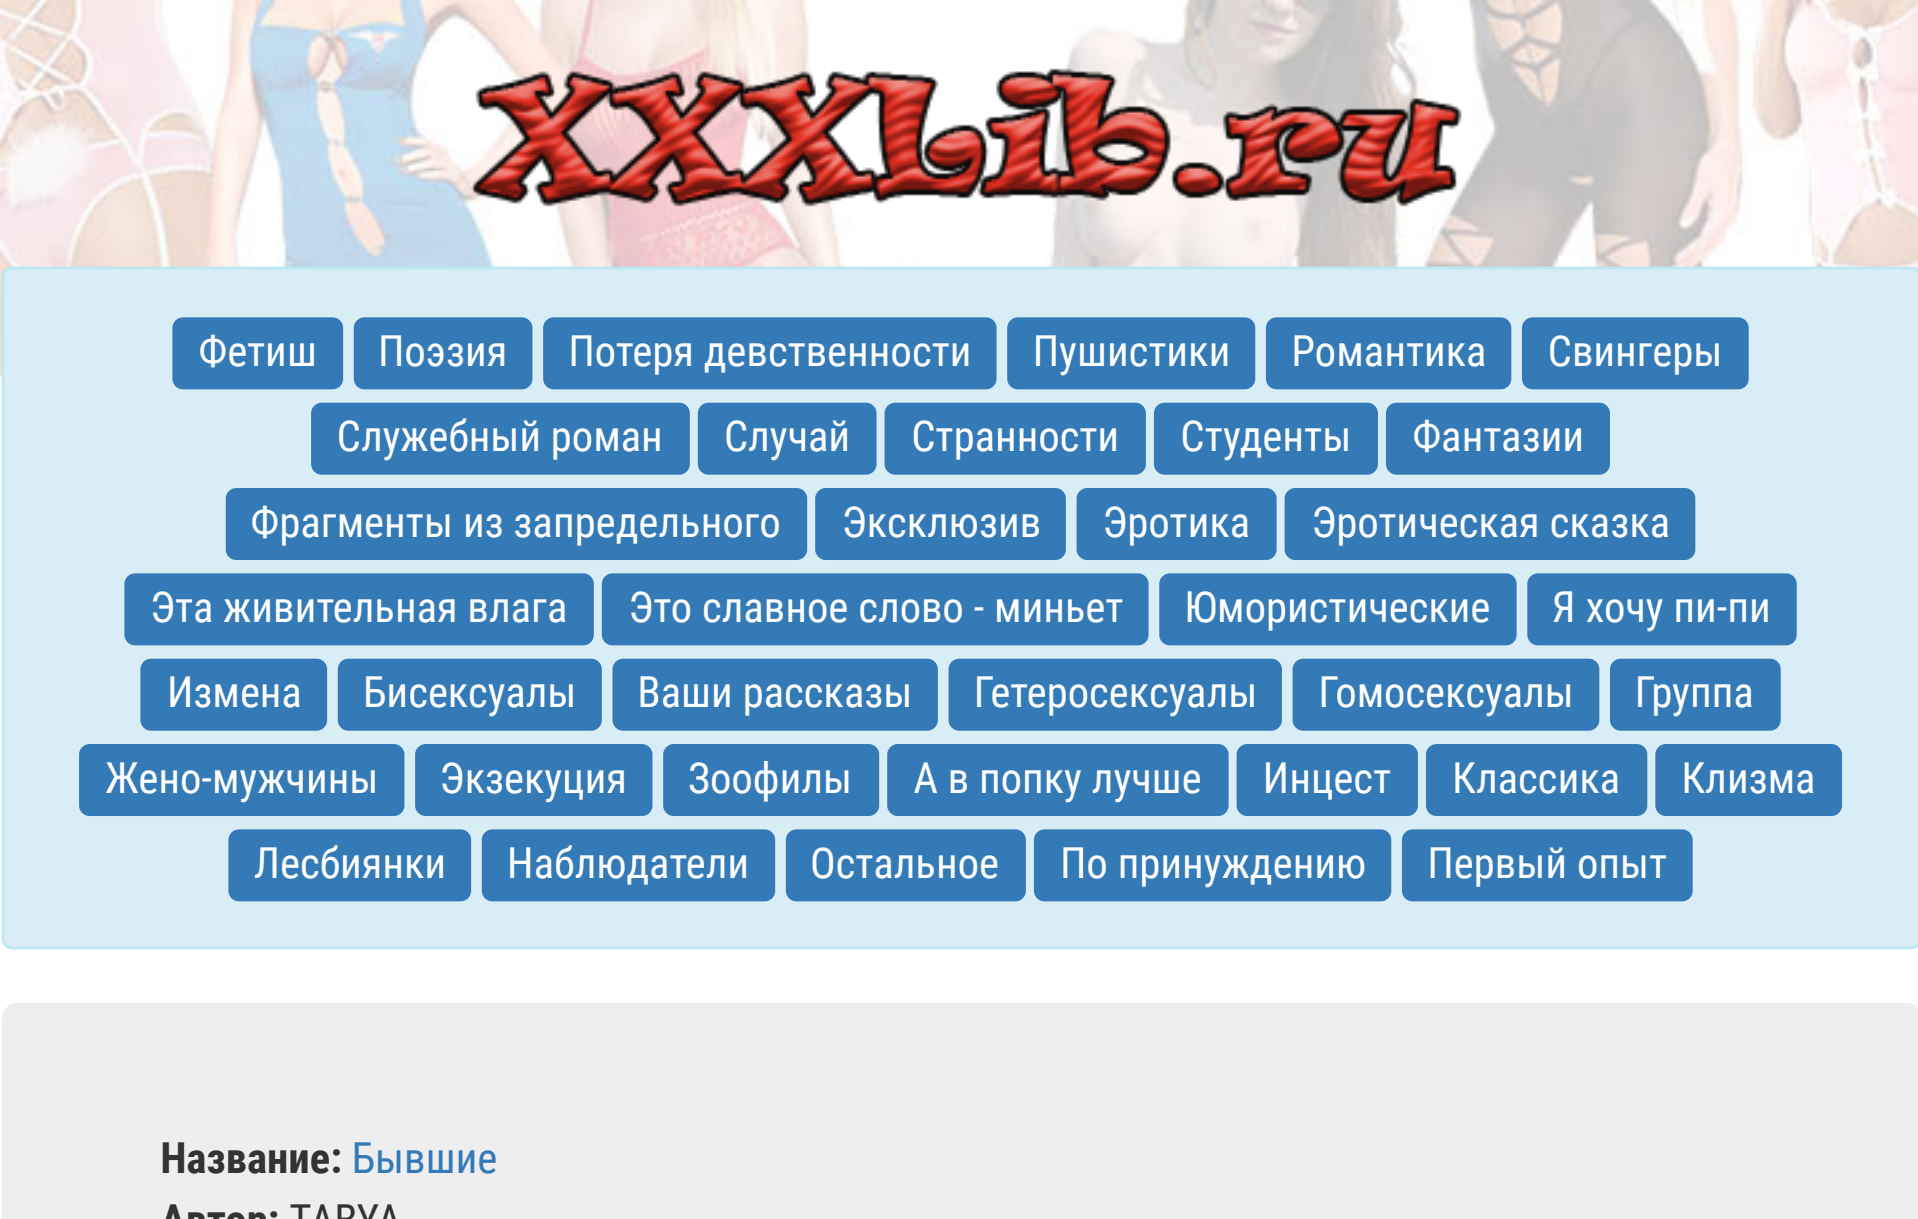 XXXLib.ru
Фетиш Поэзия Потеря девственности Пушистики Романтика Свингеры
Служебный роман Случай Странности Студенты Фантазии
Фрагменты из запредельного Эксклюзив Эротика Эротическая сказка
Эта живительная влага Это славное слово - миньет Юмористические Я хочу пи-пи
Измена Бисексуалы Ваши рассказы Гетеросексуалы Гомосексуалы Группа
Жено-мужчины Экзекуция Зоофилы А в попку лучше Инцест Классика Клизма
Лесбиянки Наблюдатели Остальное По принуждению Первый опыт
Название: Бывшие
Автор: TARYA